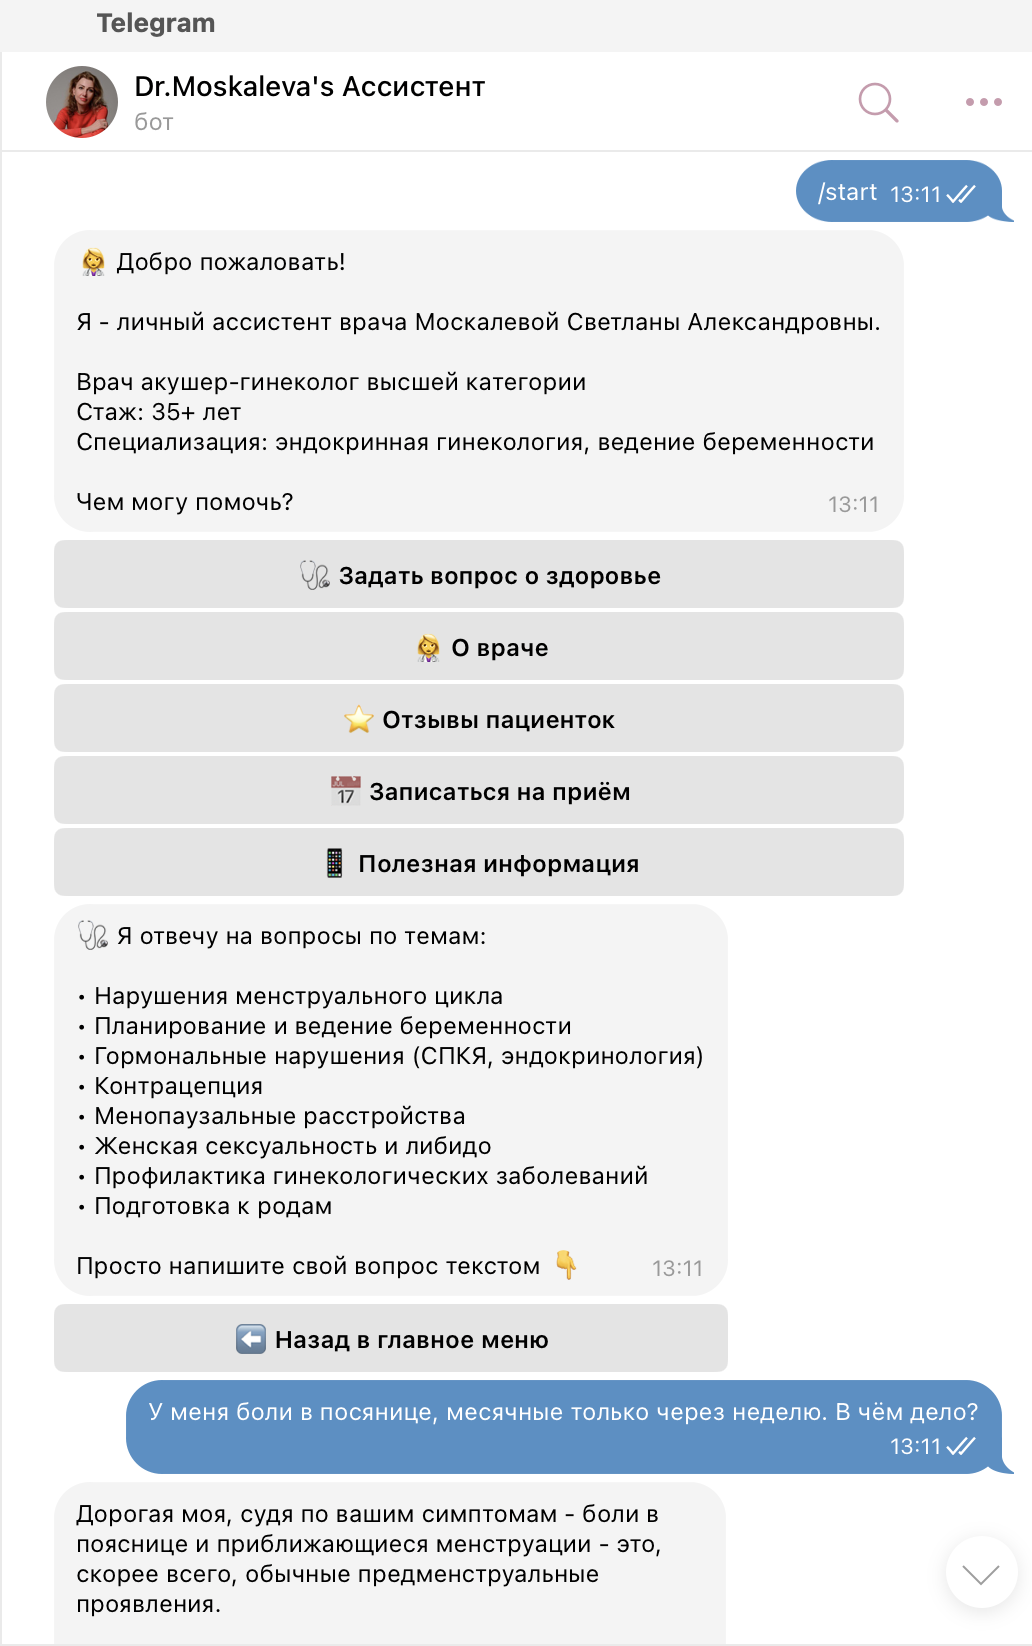 Telegram
Dr.Moskaleva's Ассистент
бот
/start 13:11
Добро пожаловать!
Я - личный ассистент врача Москалевой Светланы Александровны.
Врач акушер-гинеколог высшей категории
Стаж: 35+ лет
Специализация: эндокринная гинекология, ведение беременности
Чем могу помочь? 13:11
Задать вопрос о здоровье
О враче
Отзывы пациенток
17 Записаться на приём
Полезная информация
Я отвечу на вопросы по темам:
• Нарушения менструального цикла
• Планирование и ведение беременности
• Гормональные нарушения (СПКЯ, эндокринология)
• Контрацепция
• Менопаузальные расстройства
• Женская сексуальность и либидо
• Профилактика гинекологических заболеваний
• Подготовка к родам
Просто напишите свой вопрос текстом 13:11
Назад в главное меню
У меня боли в посянице, месячные только через неделю. В чём дело?
13:11
Дорогая моя, судя по вашим симптомам - боли в
пояснице и приближающиеся менструации - это,
скорее всего, обычные предменструальные
проявления.